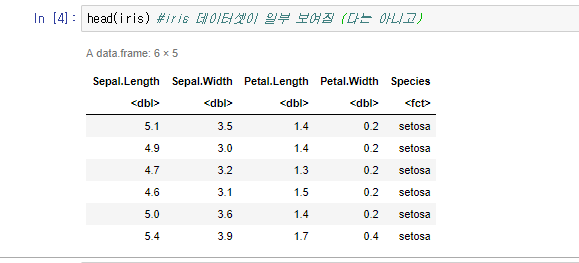 In [4]: head(iris) #iris 데이터셋이 일부 보여짐 (다는 아니고)
A data.frame: 6 × 5
Sepal.Length Sepal.Width Petal.Length Petal.Width Species
<dbl> <dbl> <dbl> <dbl> <fct>
5.1 3.5 1.4 0.2 setosa
4.9 3.0 1.4 0.2 setosa
4.7 3.2 1.3 0.2 setosa
4.6 3.1 1.5 0.2 setosa
5.0 3.6 1.4 0.2 setosa
5.4 3.9 1.7 0.4 setosa